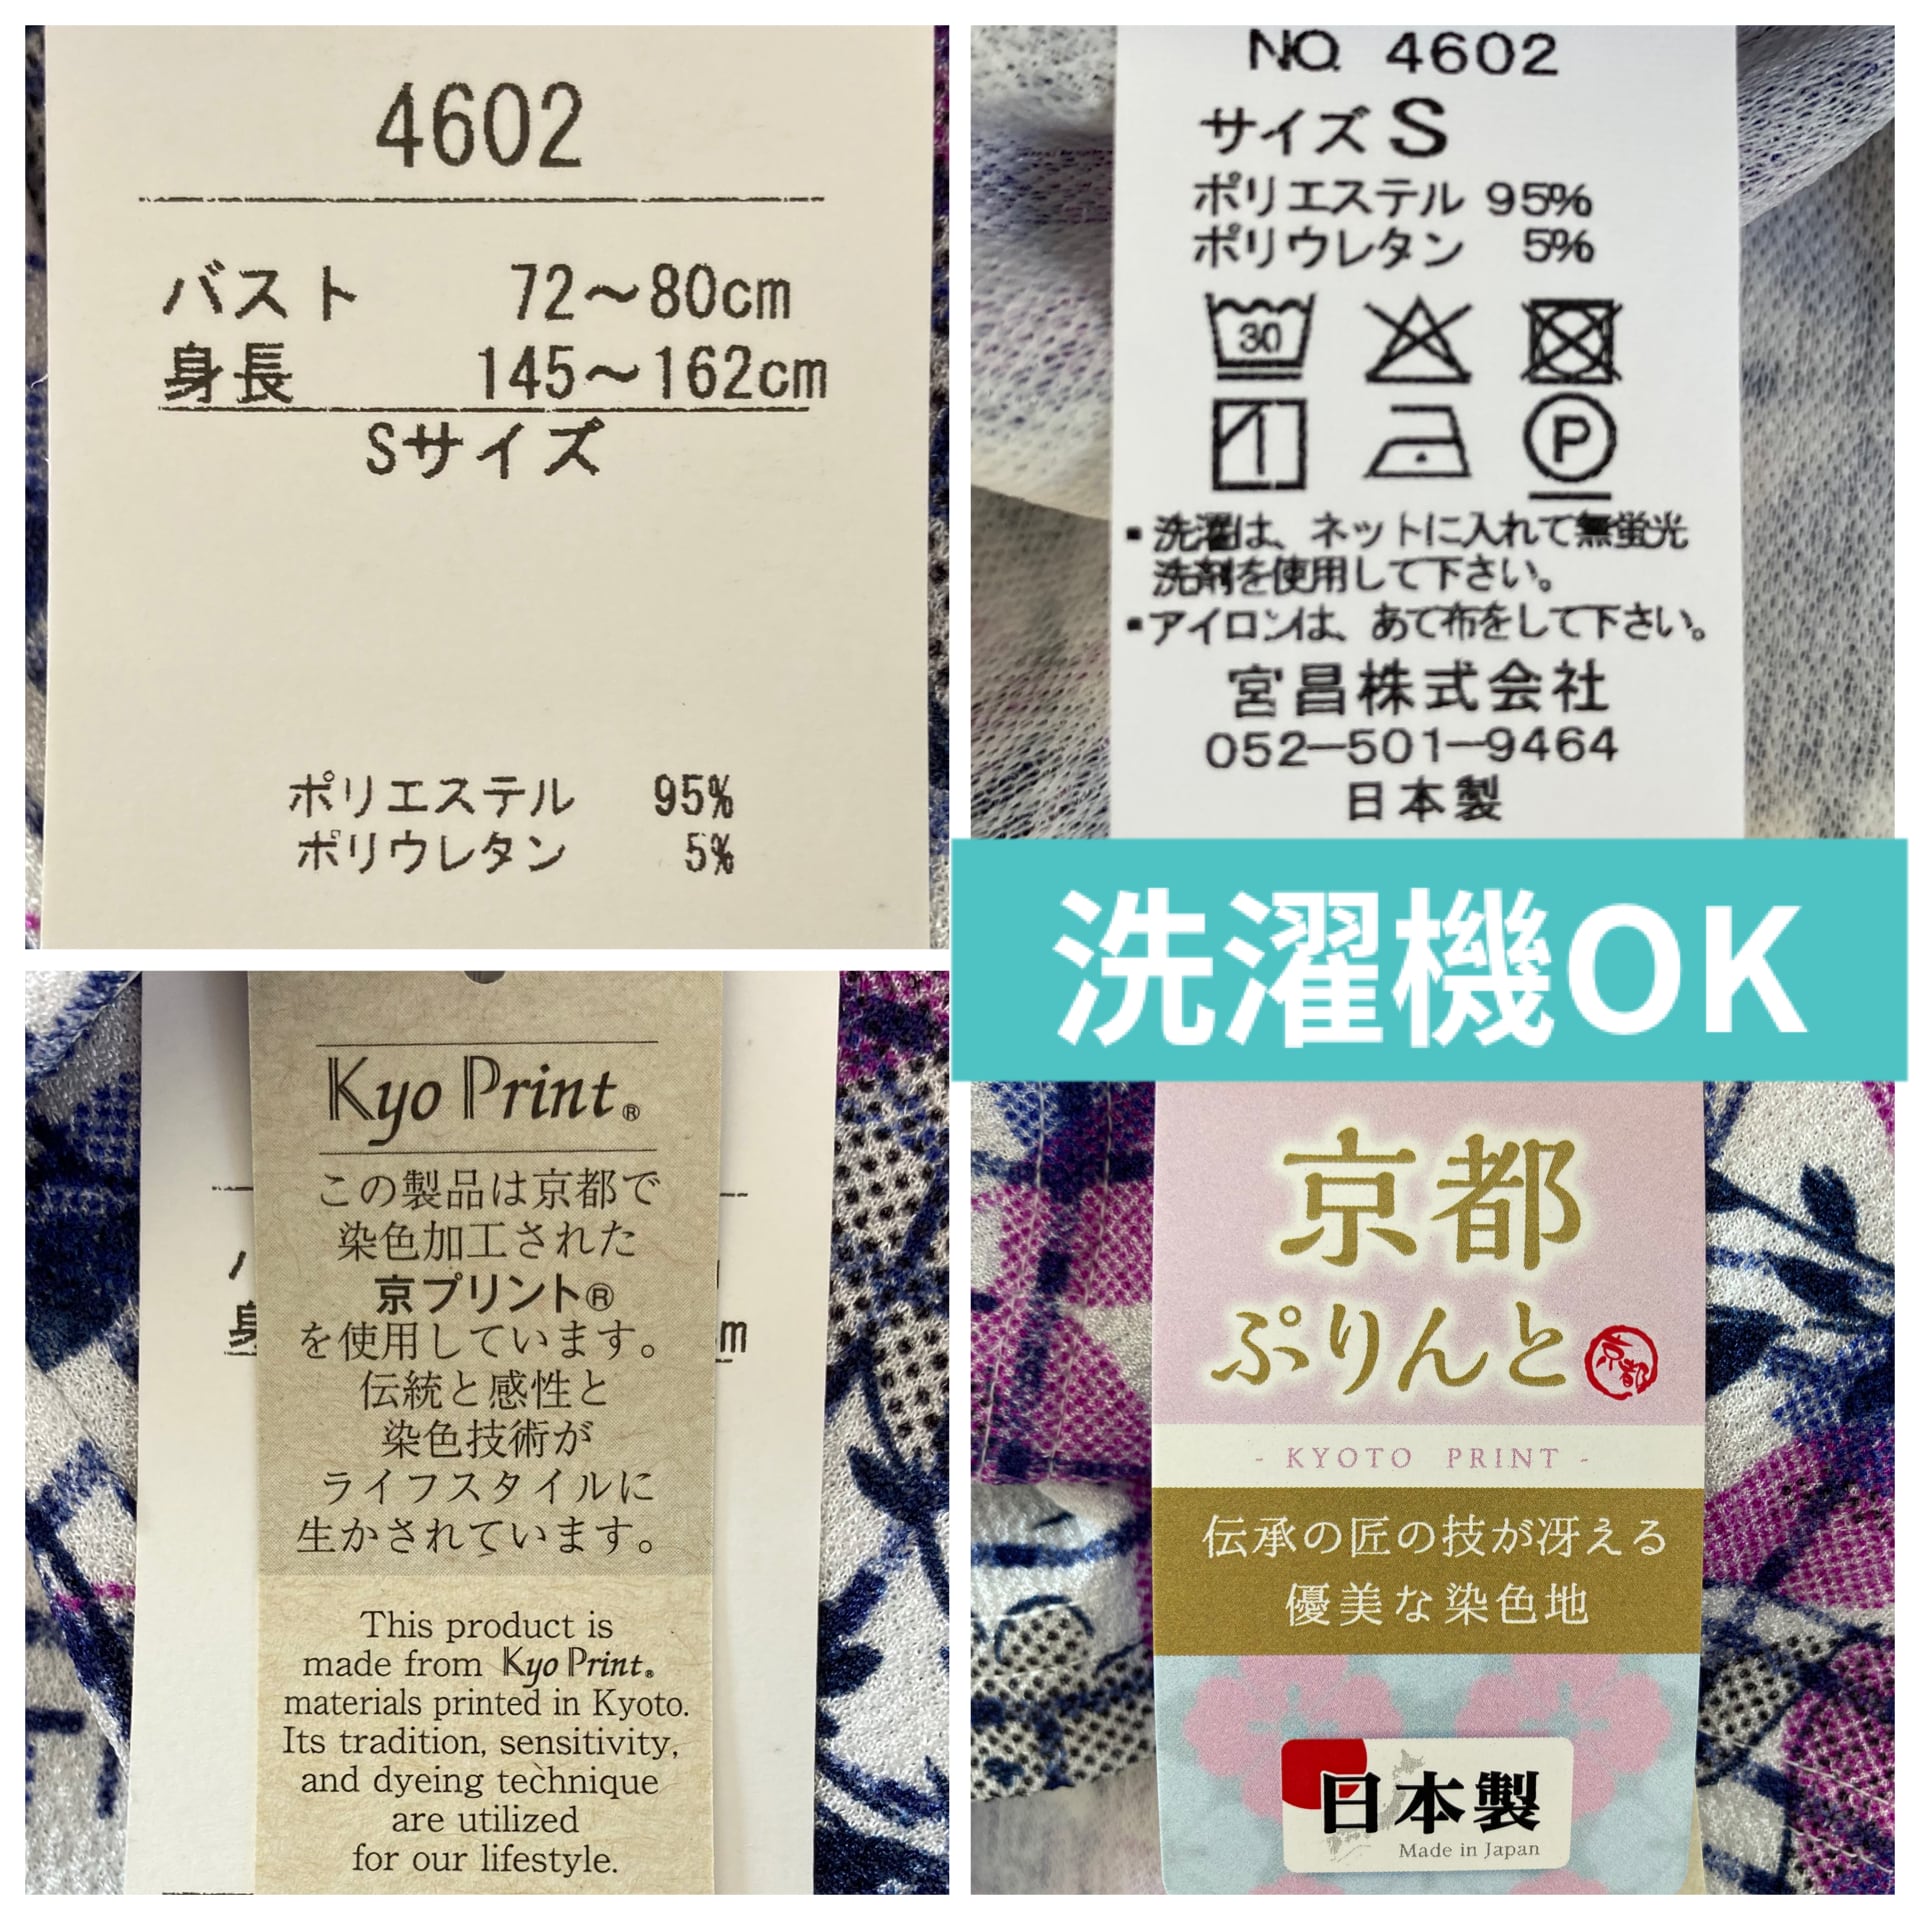 4602
バスト 72～80cm
身長 145～162cm
Sサイズ
ポリエステル 95%
ポリウレタン 5%
NO. 4602
サイズ S
ポリエステル 95%
ポリウレタン 5%
30
P
▪洗濯は、ネットに入れて無蛍光
洗剤を使用して下さい。
▪アイロンは、あて布をして下さい。
宮昌株式会社
052-501-9464
日本製
洗濯機OK
Kyo Print®
この製品は京都で
染色加工された
京プリント®
を使用しています。
伝統と感性と
染色技術が
ライフスタイルに
生かされています。
This product is
made from Kyo Print®
materials printed in Kyoto.
Its tradition, sensitivity,
and dyeing technique
are utilized
for our lifestyle.
身
m
京都
ぷりんと
京都
- KYOTO PRINT -
伝承の匠の技が冴える
優美な染色地
日本製
Made in Japan